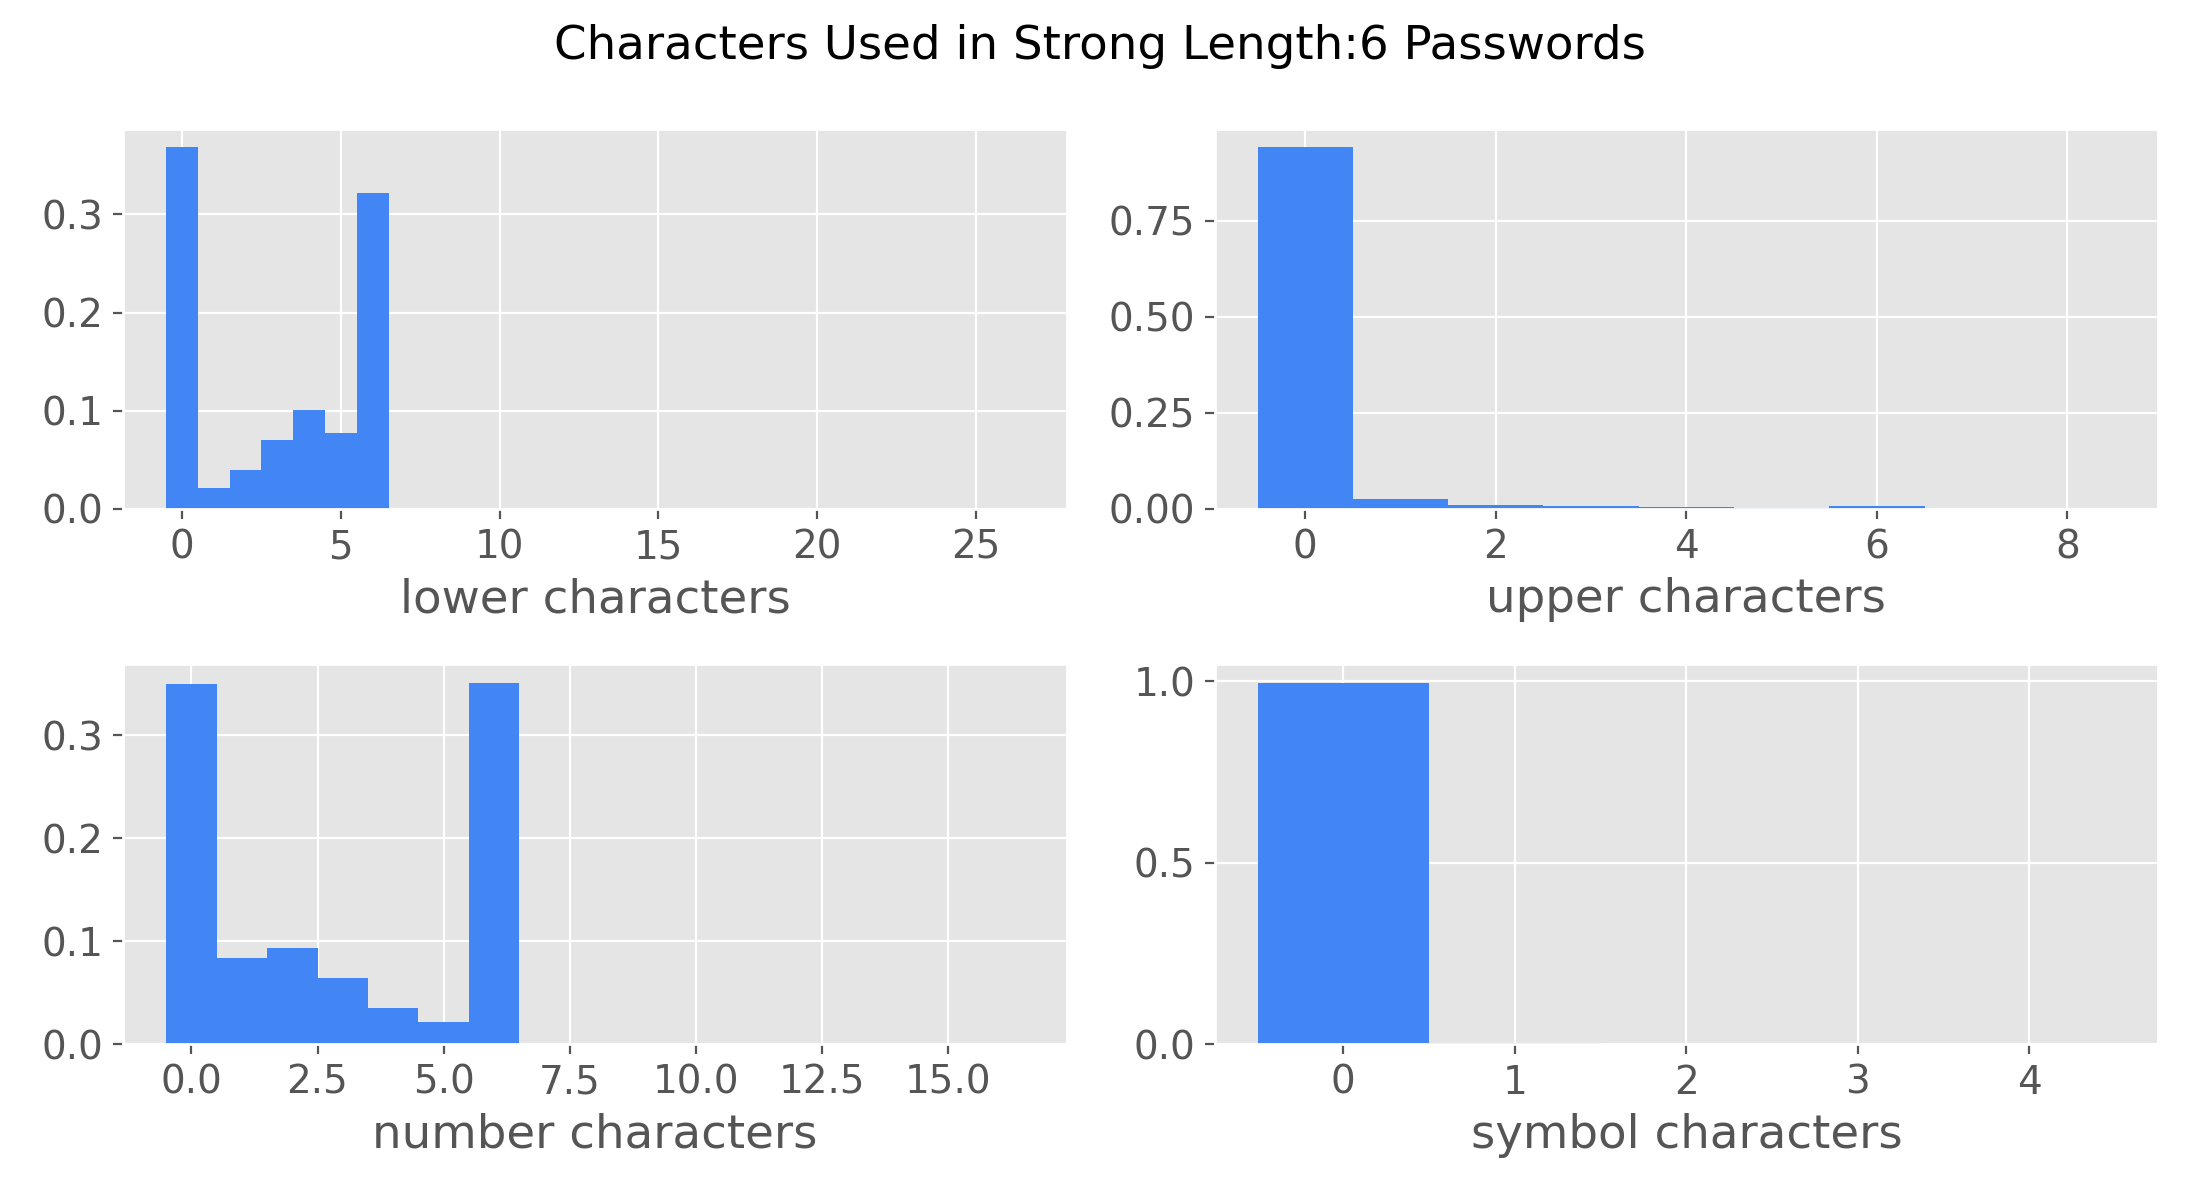 Characters Used in Strong Length:6 Passwords
0.3
0.2
0.1
0.0
0 5 10 15 20 25
lower characters
0.75
0.50
0.25
0.00
0 2 4 6 8
upper characters
0.3
0.2
0.1
0.0
0.0 2.5 5.0 7.5 10.0 12.5 15.0
number characters
1.0
0.5
0.0
0 1 2 3 4
symbol characters